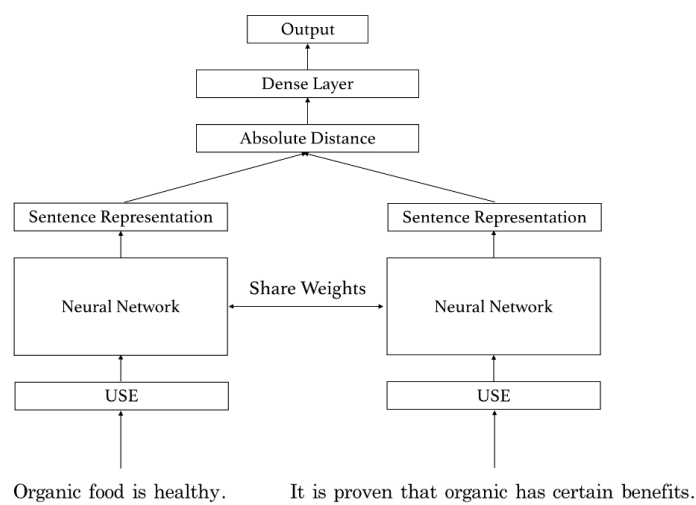 Output
Dense Layer
Absolute Distance
Sentence Representation
Sentence Representation
Neural Network
Share Weights
Neural Network
USE
USE
Organic food is healthy.
It is proven that organic has certain benefits.